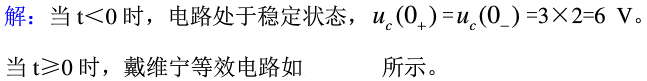 解：当 t＜0 时，电路处于稳定状态，u_c(0_+)=u_c(0_-)=3×2=6 V。
当 t≥0 时，戴维宁等效电路如 所示。